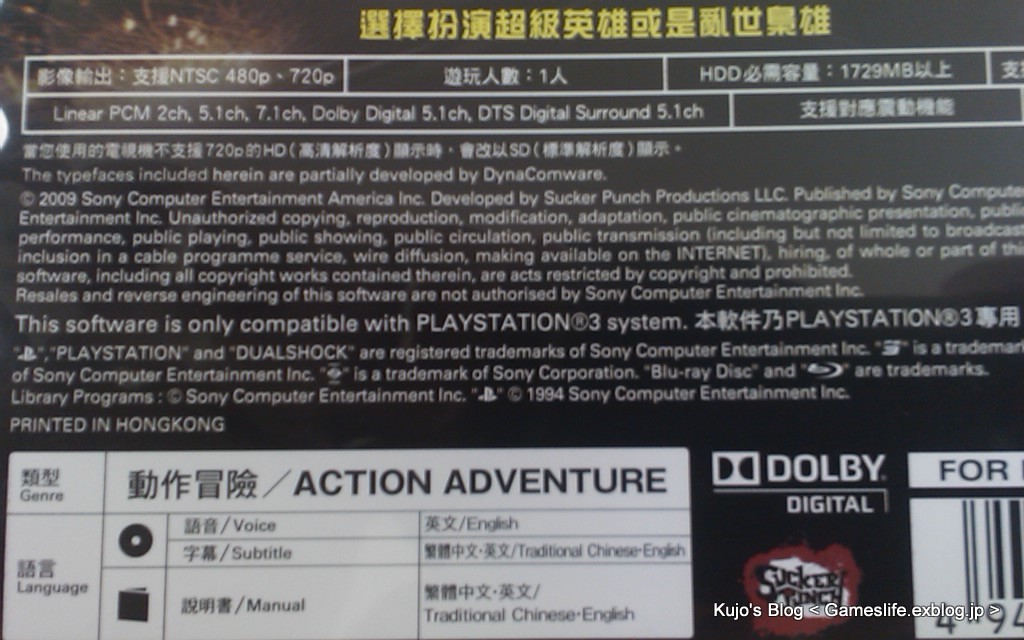 選擇扮演超級英雄或是亂世梟雄
影像輸出：支援NTSC 480p、720p
遊玩人數：1人
HDD必需容量：1729MB以上
Linear PCM 2ch, 5.1ch, 7.1ch, Dolby Digital 5.1ch, DTS Digital Surround 5.1ch
支援對應震動機能
當您使用的電視機不支援720p的HD(高清解析度)顯示時，會改以SD(標準解析度)顯示。
The typefaces included herein are partially developed by DynaComware.
© 2009 Sony Computer Entertainment America Inc. Developed by Sucker Punch Productions LLC. Published by Sony Compute
Entertainment Inc. Unauthorized copying, reproduction, modification, adaptation, public cinematographic presentation, publi
performance, public playing, public showing, public circulation, public transmission (including but not limited to broadcast
inclusion in a cable programme service, wire diffusion, making available on the INTERNET), hiring, of whole or part of thi
software, including all copyright works contained therein, are acts restricted by copyright and prohibited.
Resales and reverse engineering of this software are not authorised by Sony Computer Entertainment Inc.
This software is only compatible with PLAYSTATION®3 system. 本軟件乃PLAYSTATION®3專用
" ","PLAYSTATION" and "DUALSHOCK" are registered trademarks of Sony Computer Entertainment Inc. " " is a trademar
of Sony Computer Entertainment Inc. " " is a trademark of Sony Corporation. "Blu-ray Disc" and " " are trademarks.
Library Programs : © Sony Computer Entertainment Inc. " " © 1994 Sony Computer Entertainment Inc.
PRINTED IN HONGKONG
類型
Genre
動作冒險／ACTION ADVENTURE
語言
Language
語音/Voice
英文/English
字幕/Subtitle
繁體中文·英文/Traditional Chinese·English
說明書/Manual
繁體中文·英文/
Traditional Chinese·English
DOLBY
DIGITAL
FOR
SUCKER
PUNCH
4 94
Kujo's Blog < Gameslife.exblog.jp >